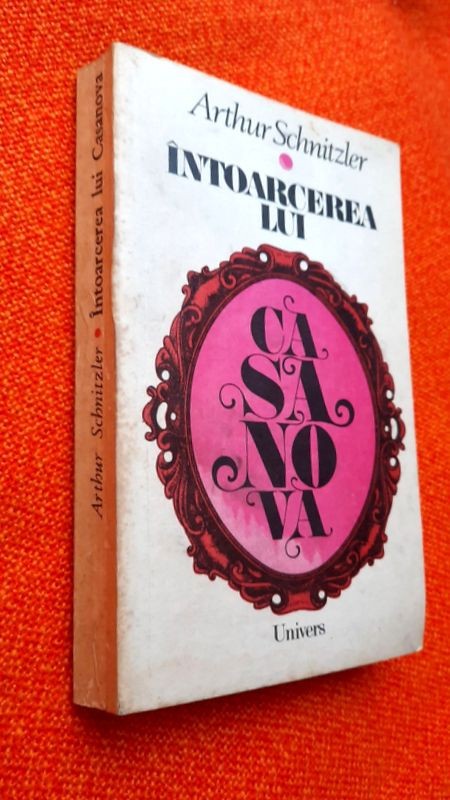 Arthur Schnitzler
ÎNTOARCEREA
LUI
CA
SA
NO
VA
Univers
Arthur Schnitzler • Întoarcerea lui Casanova